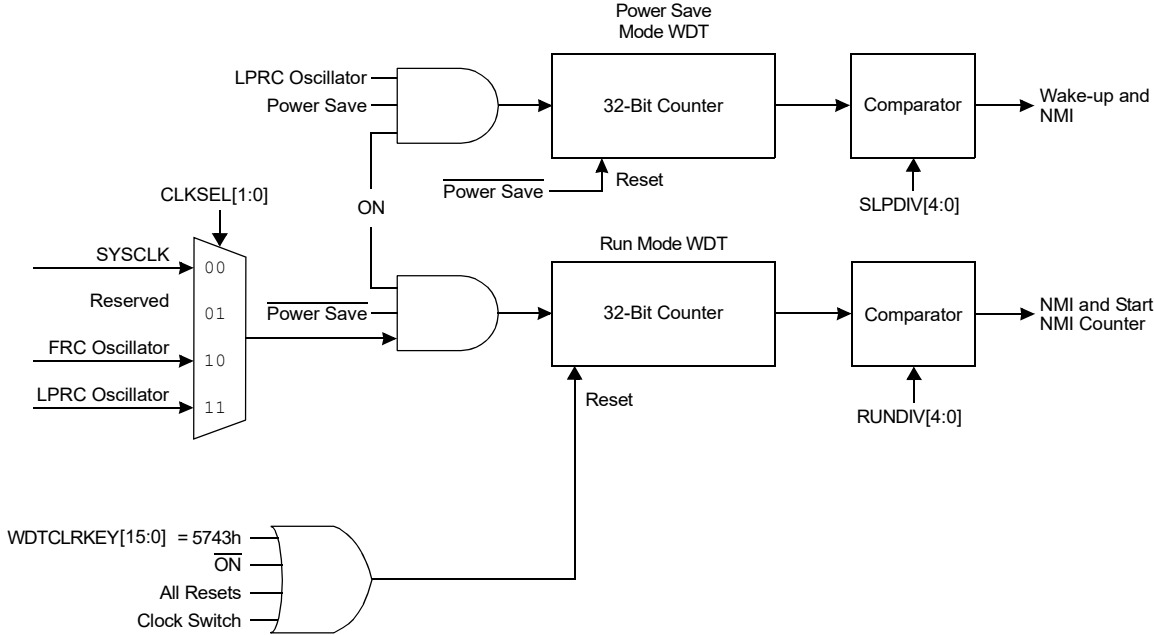 Power Save
Mode WDT
LPRC Oscillator
Power Save
32-Bit Counter
Comparator
Wake-up and
NMI
Power Save
Reset
SLPDIV[4:0]
CLKSEL[1:0]
ON
Run Mode WDT
SYSCLK
00
Reserved
01
Power Save
32-Bit Counter
Comparator
NMI and Start
NMI Counter
FRC Oscillator
10
LPRC Oscillator
11
Reset
RUNDIV[4:0]
WDTCLRKEY[15:0] = 5743h
ON
All Resets
Clock Switch